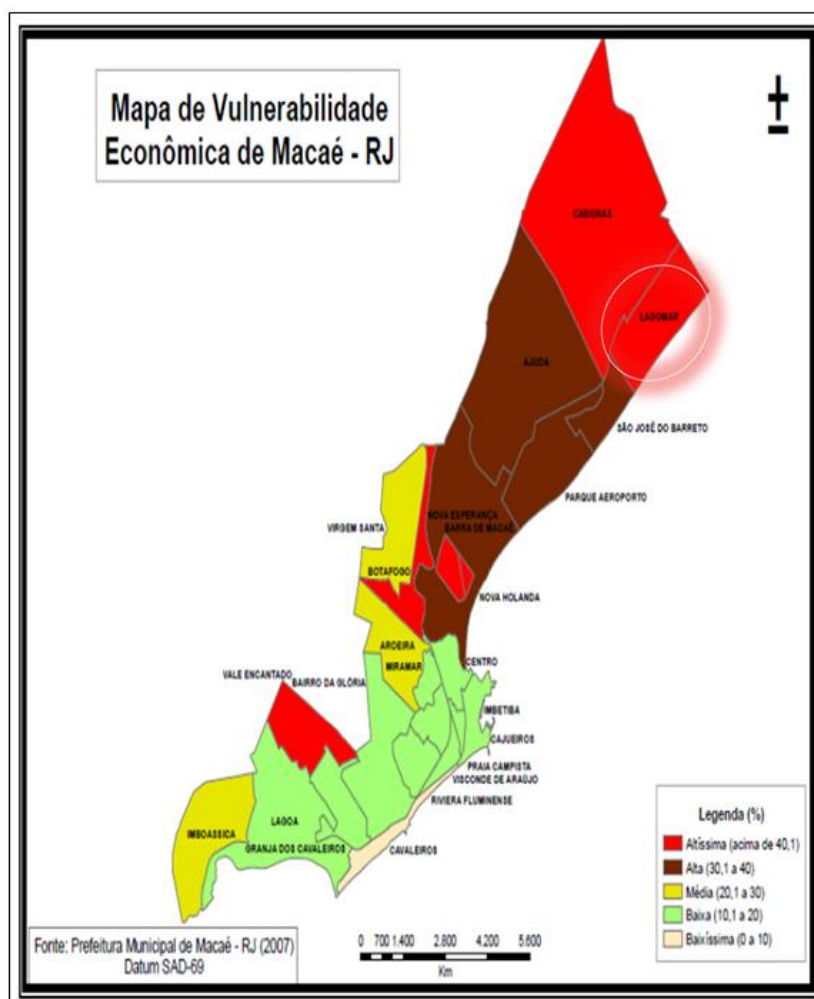 Mapa de Vulnerabilidade
Econômica de Macaé - RJ
CABIÚNAS
LAGOMAR
AJUDA
SÃO JOSÉ DO BARRETO
PARQUE AEROPORTO
NOVA ESPERANÇA
BARRA DE MACAÉ
VIRGEM SANTA
BOTAFOGO
NOVA HOLANDA
AROEIRA
MIRAMAR
CENTRO
VALE ENCANTADO
BAIRRO DA GLÓRIA
IMBETIBA
CAJUEIROS
PRAIA CAMPISTA
VISCONDE DE ARAÚJO
RIVIERA FLUMINENSE
LAGOA
IMBOASSICA
GRANJA DOS CAVALEIROS
CAVALEIROS
Legenda (%)
Altíssima (acima de 40,1)
Alta (30,1 a 40)
Média (20,1 a 30)
Baixa (10,1 a 20)
Baixíssima (0 a 10)
Fonte: Prefeitura Municipal de Macaé - RJ (2007)
Datum SAD-69
0 700 1.400 2.800 4.200 5.600
Km